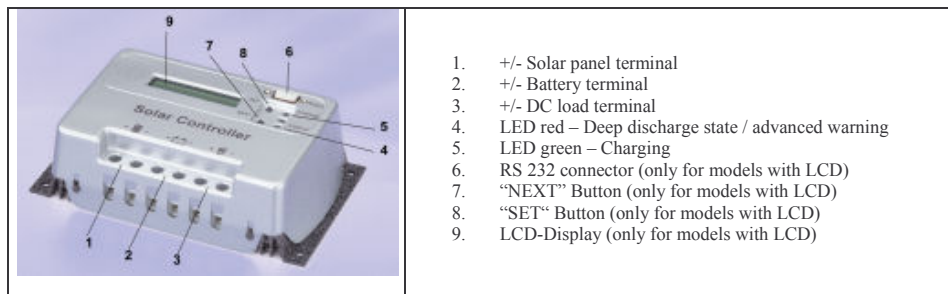 9
7
8
6
Solar Controller
5
4
1
2
3
1. +/- Solar panel terminal
2. +/- Battery terminal
3. +/- DC load terminal
4. LED red – Deep discharge state / advanced warning
5. LED green – Charging
6. RS 232 connector (only for models with LCD)
7. “NEXT” Button (only for models with LCD)
8. “SET“ Button (only for models with LCD)
9. LCD-Display (only for models with LCD)